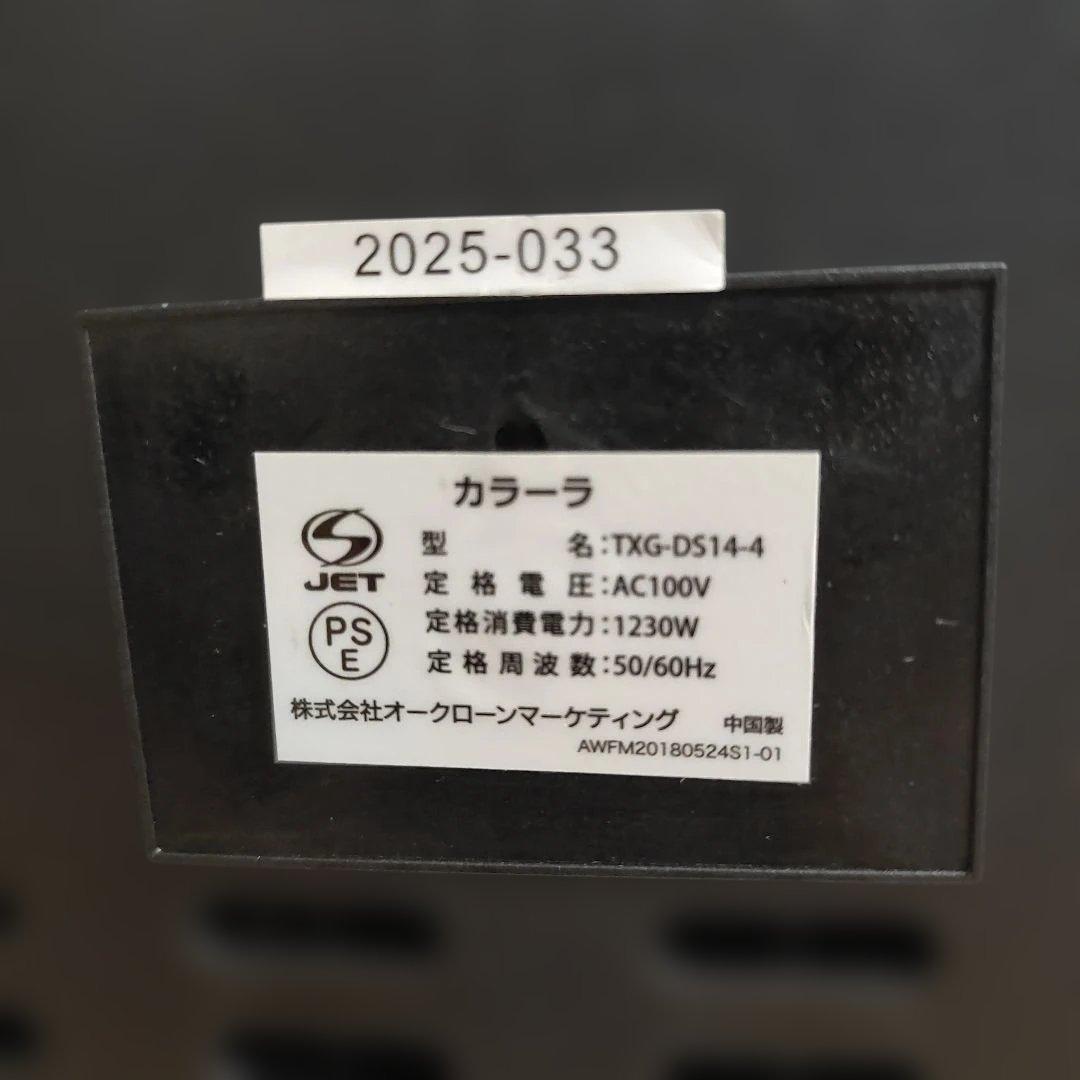 2025-033
カラーラ
JET
PS
E
型名:TXG-DS14-4
定格電圧:AC100V
定格消費電力:1230W
定格周波数:50/60Hz
株式会社オークローンマーケティング 中国製
AWFM20180524S1-01